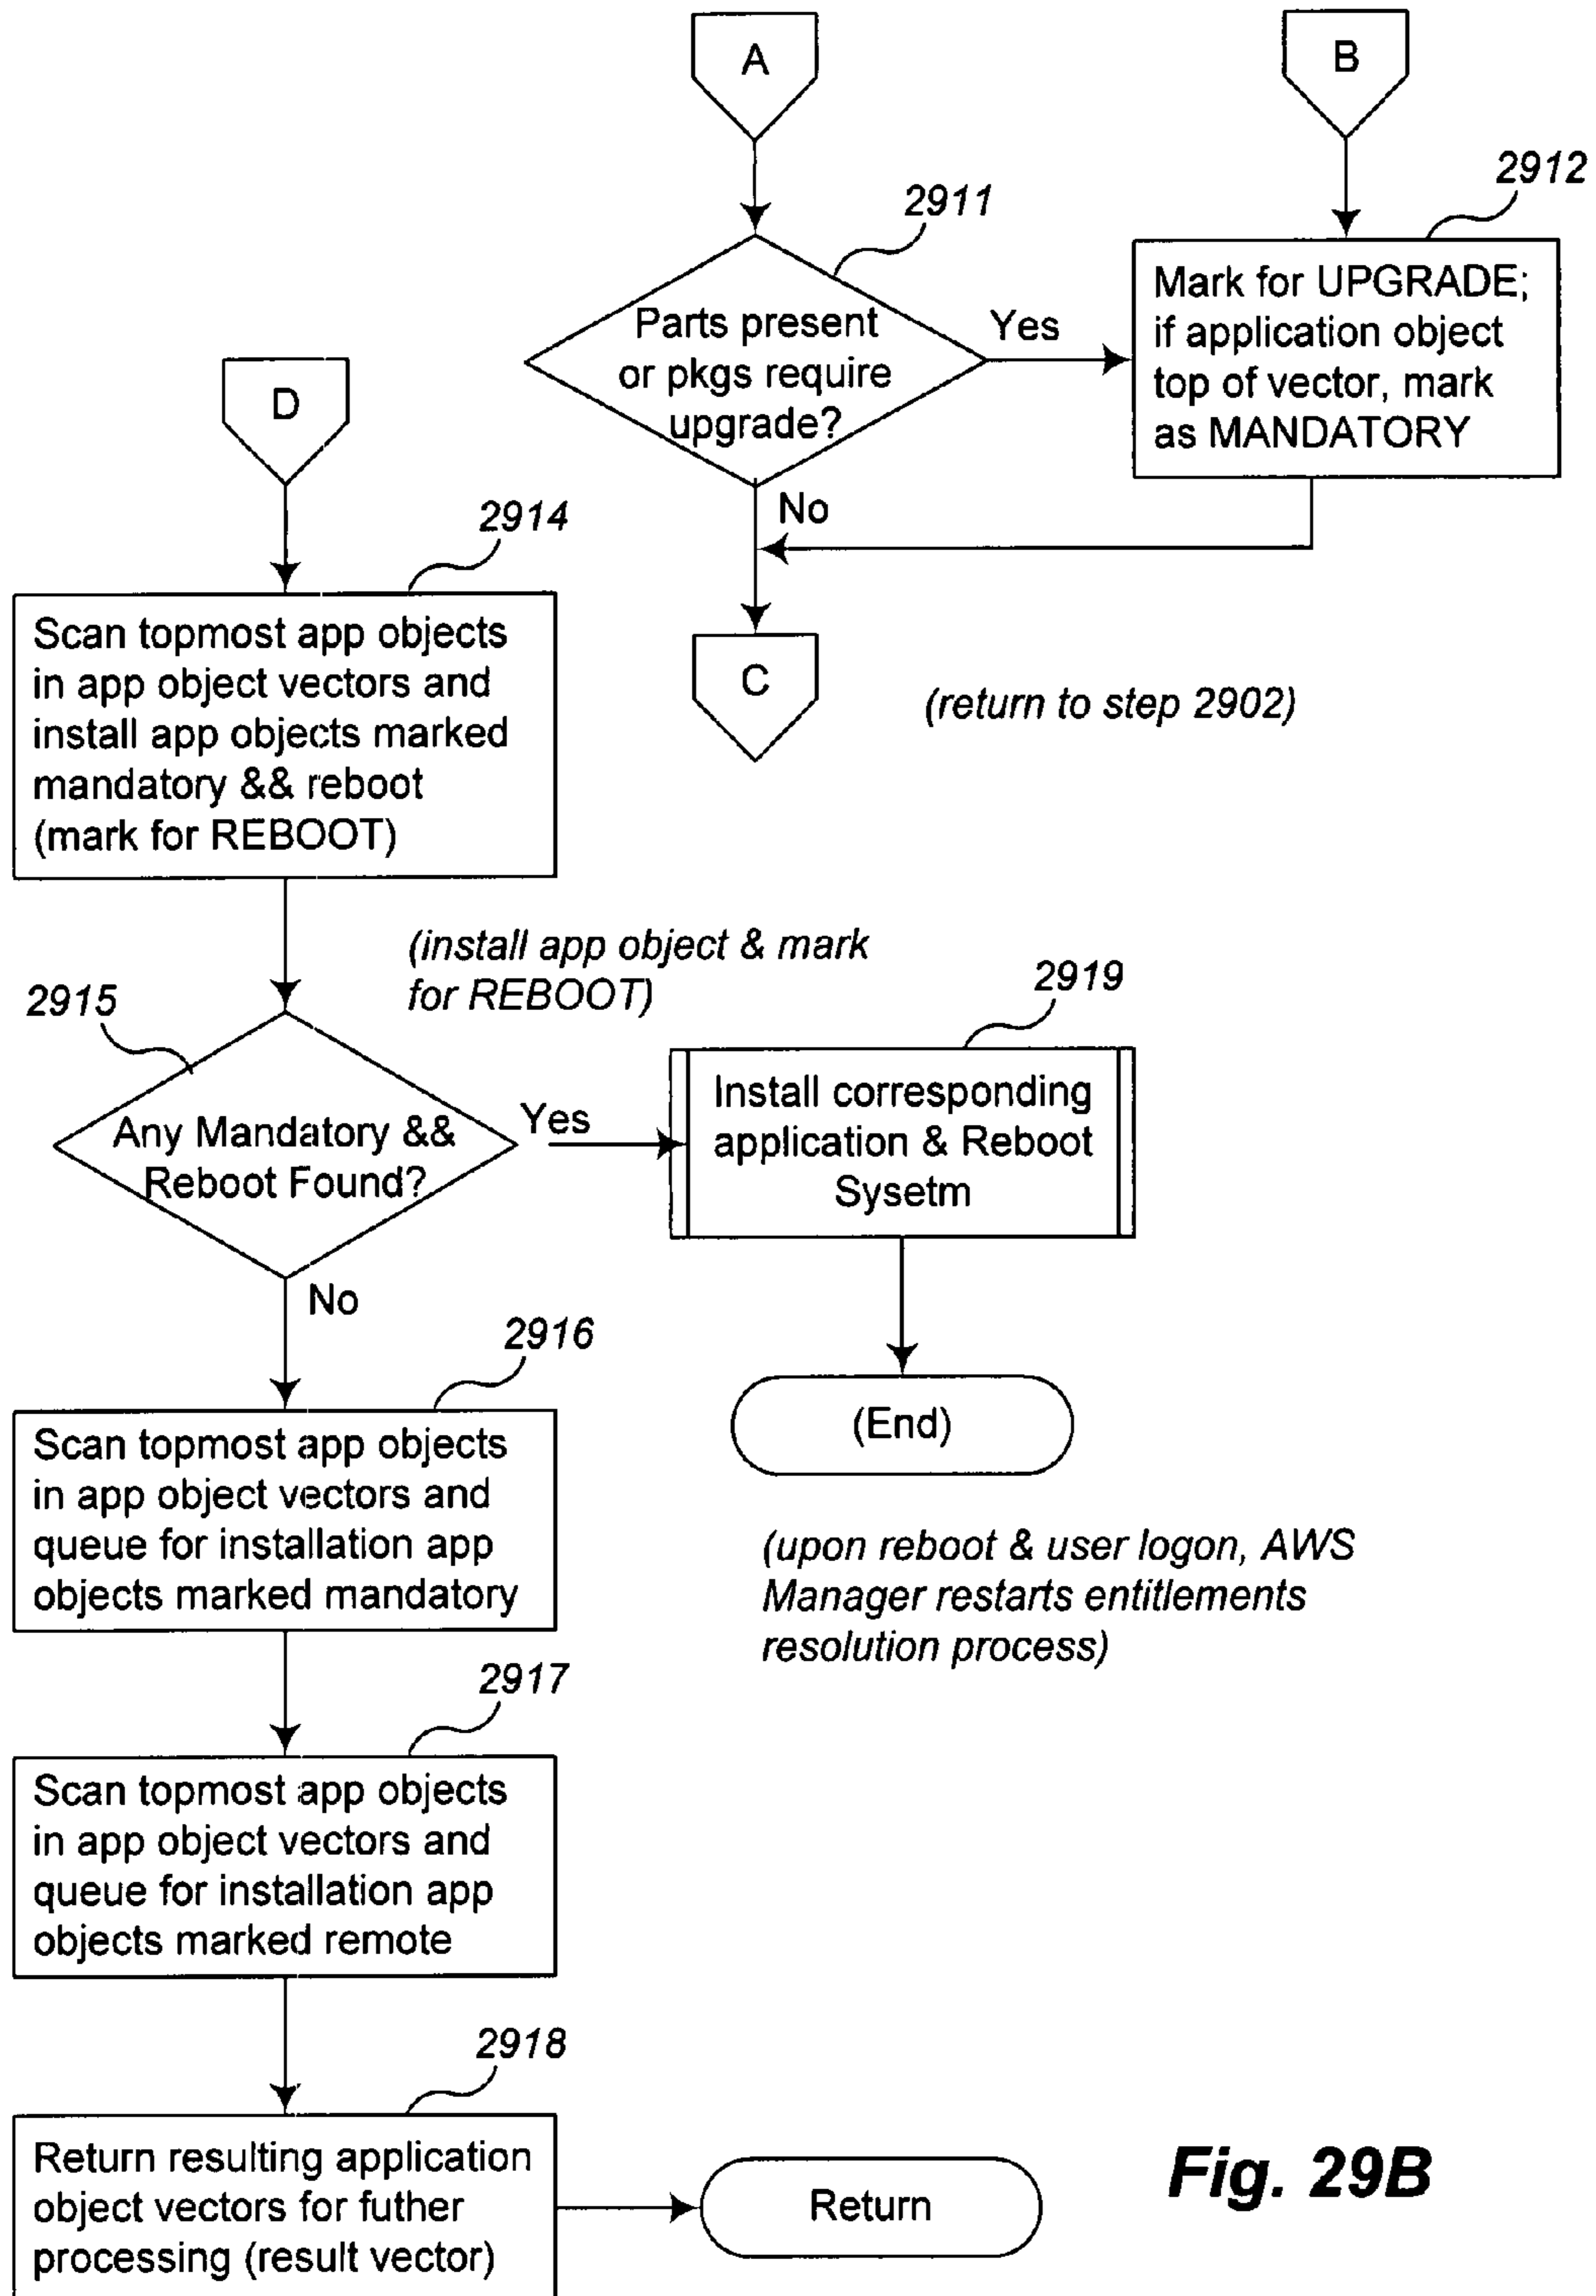 A
B
2911
2912
Parts present
or pkgs require
upgrade?
Yes
Mark for UPGRADE;
if application object
top of vector, mark
as MANDATORY
No
C
(return to step 2902)
D
2914
Scan topmost app objects
in app object vectors and
install app objects marked
mandatory && reboot
(mark for REBOOT)
(install app object & mark
for REBOOT)
2915
Any Mandatory &&
Reboot Found?
Yes
2919
Install corresponding
application & Reboot
Sysetm
No
(End)
(upon reboot & user logon, AWS
Manager restarts entitlements
resolution process)
2916
Scan topmost app objects
in app object vectors and
queue for installation app
objects marked mandatory
2917
Scan topmost app objects
in app object vectors and
queue for installation app
objects marked remote
2918
Return resulting application
object vectors for futher
processing (result vector)
Return
Fig. 29B